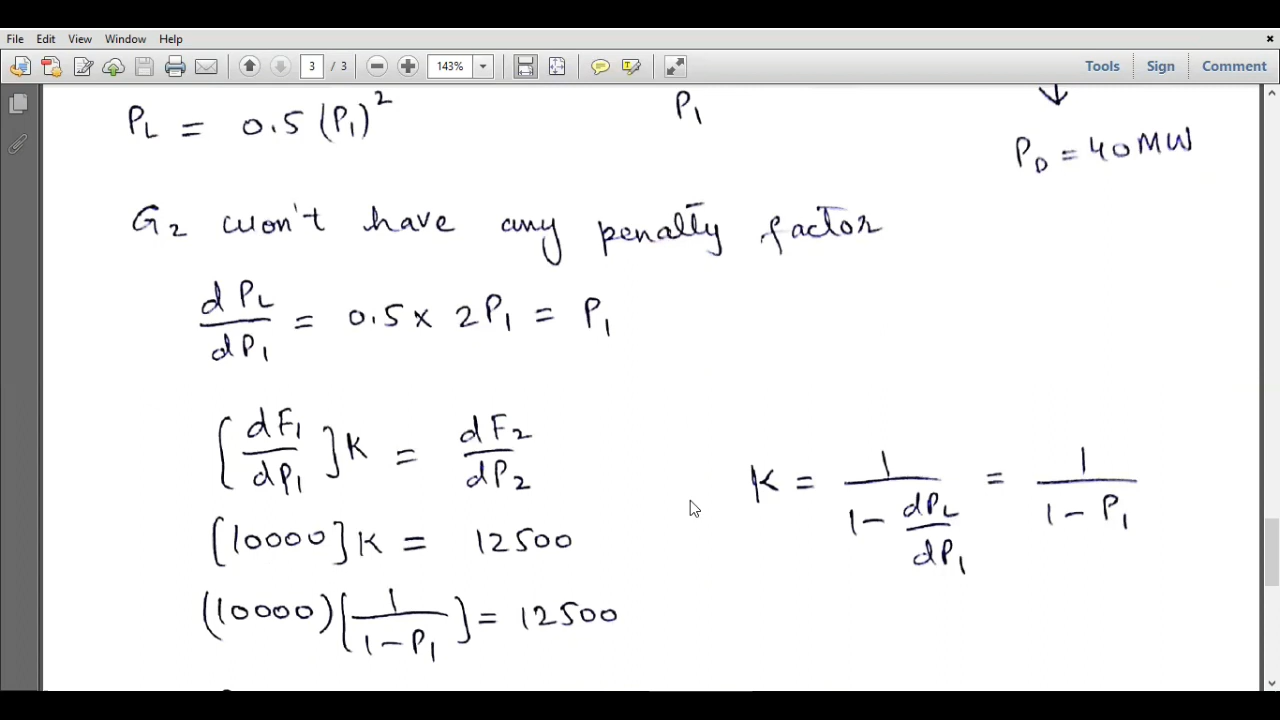 File Edit View Window Help
3 / 3 143% Tools Sign Comment
P_L = 0.5 (P_1)^2
P_1
P_D = 40 MW
G_2 won't have any penalty factor
dP_L/dP_1 = 0.5 × 2P_1 = P_1
[dF_1/dP_1] K = dF_2/dP_2
K = 1/(1 - dP_L/dP_1) = 1/(1 - P_1)
[10000] K = 12500
(10000) [1/(1 - P_1)] = 12500